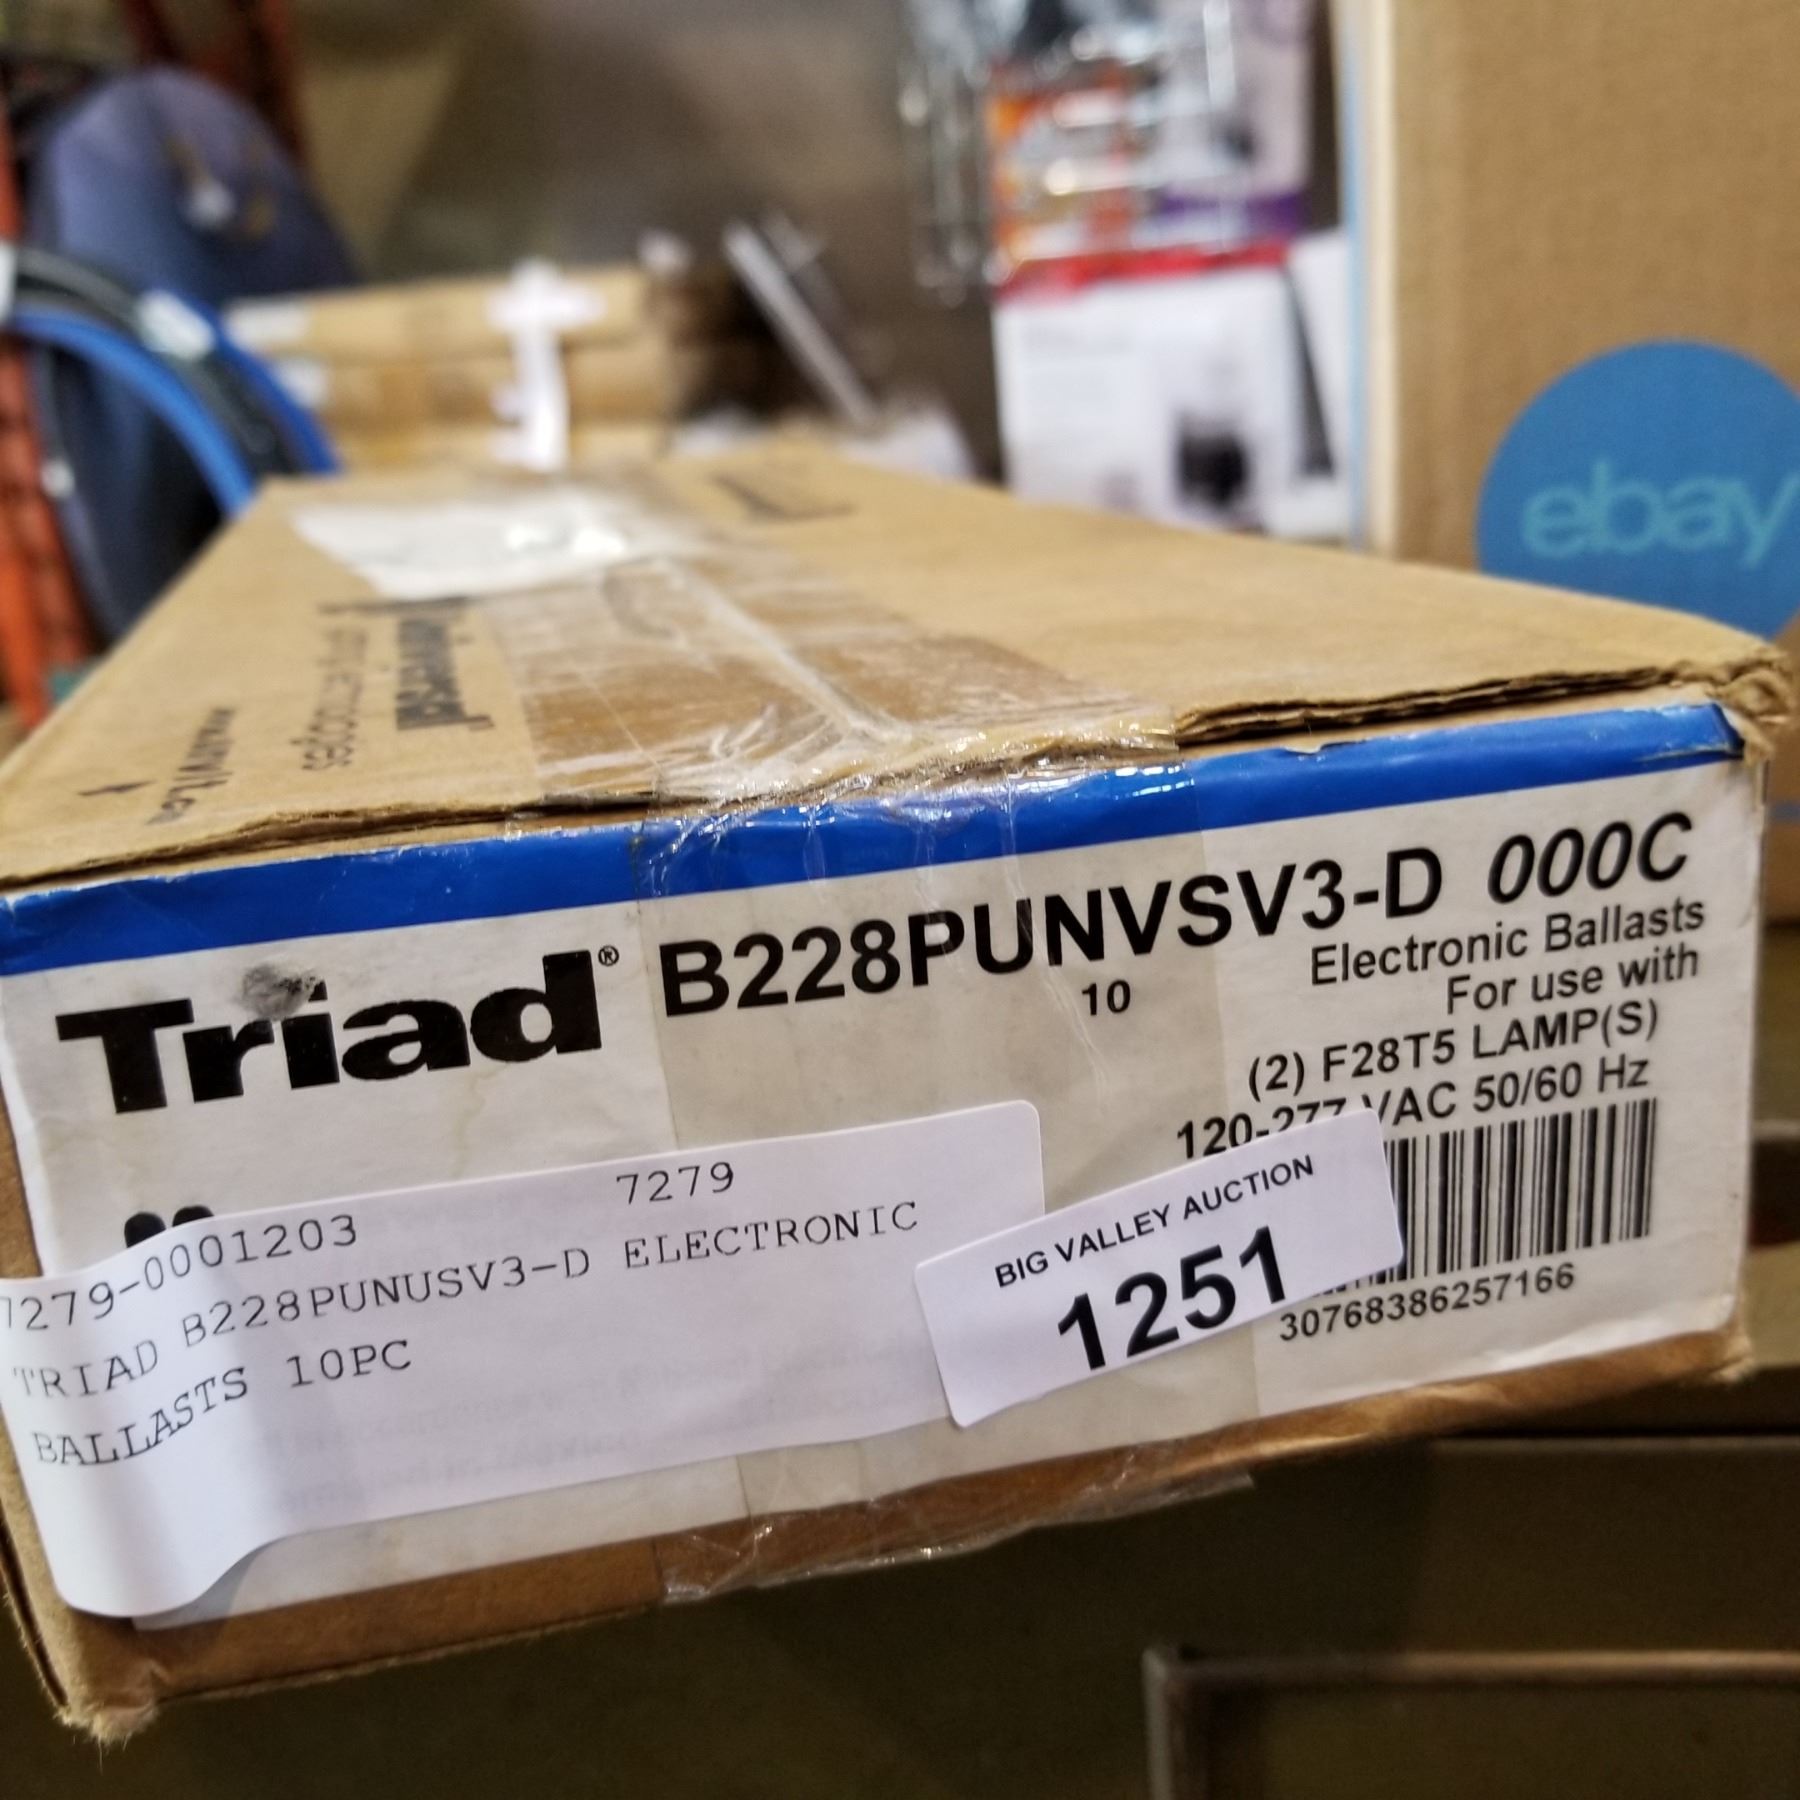 ebay
Universal
Triad® B228PUNVSV3-D 000C
10
Electronic Ballasts
For use with
(2) F28T5 LAMP(S)
120-277 VAC 50/60 Hz
30768386257166
7279-0001203 7279
TRIAD B228PUNUSV3-D ELECTRONIC
BALLASTS 10PC
BIG VALLEY AUCTION
1251